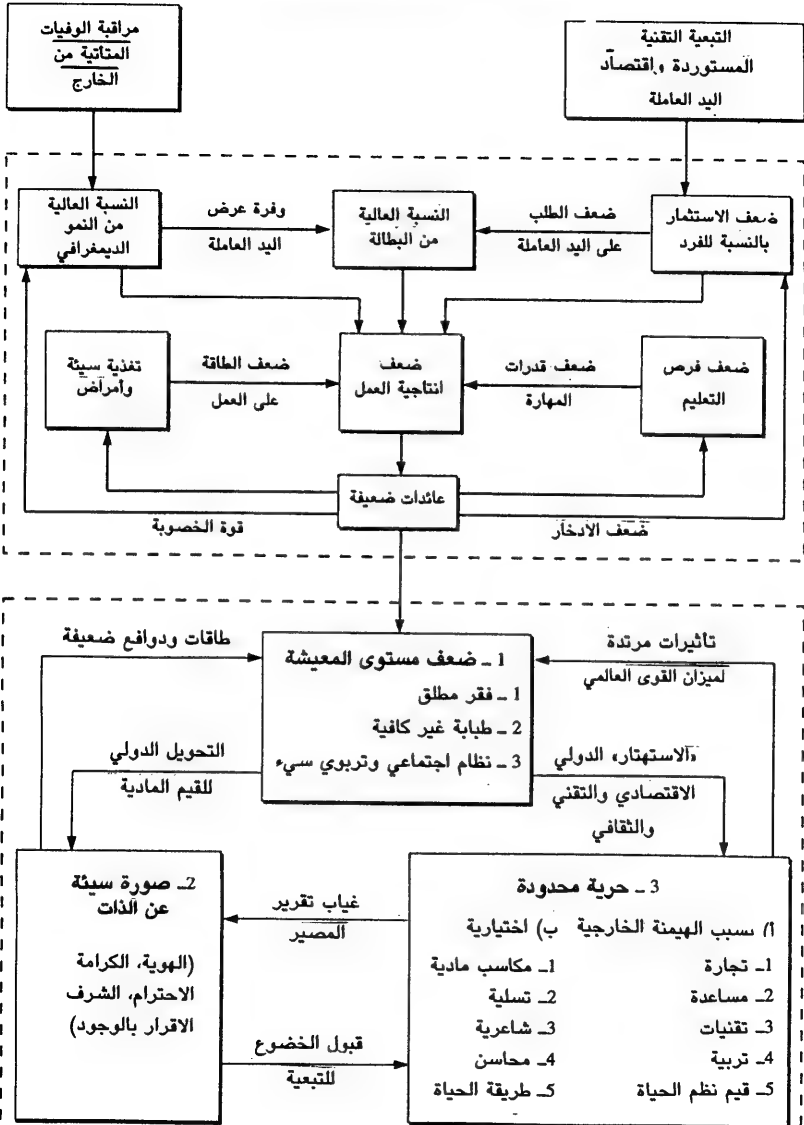 التبعية التقنية
المستوردة واقتصاد
اليد العاملة
مراقبة الوفيات
المتأتية من
الخارج
ضعف الاستثمار
بالنسبة للفرد
ضعف الطلب
على اليد العاملة
النسبة العالية
من البطالة
وفرة عرض
اليد العاملة
النسبة العالية
من النمو
الديمغرافي
ضعف فرص
التعليم
ضعف قدرات
المهارة
ضعف
انتاجية العمل
ضعف الطاقة
على العمل
تغذية سيئة
وأمراض
عائدات ضعيفة
ضعف الادخار
قوة الخصوبة
تأثيرات مرتدة
لميزان القوى العالمي
1 ـ ضعف مستوى المعيشة
1 ـ فقر مطلق
2 ـ طبابة غير كافية
3 ـ نظام اجتماعي وتربوي سيء
طاقات ودوافع ضعيفة
«الاستهتار» الدولي
الاقتصادي والتقني
والثقافي
التحويل الدولي
للقيم المادية
3 ـ حرية محدودة
أ) بسبب الهيمنة الخارجية
1ـ تجارة
2ـ مساعدة
3ـ تقنيات
4ـ تربية
5ـ قيم نظم الحياة
ب) اختيارية
1ـ مكاسب مادية
2ـ تسلية
3ـ شاعرية
4ـ محاسن
5ـ طريقة الحياة
غياب تقرير
المصير
قبول الخضوع
للتبعية
2ـ صورة سيئة
عن الذات
(الهوية، الكرامة
الاحترام، الشرف
الاقرار بالوجود)